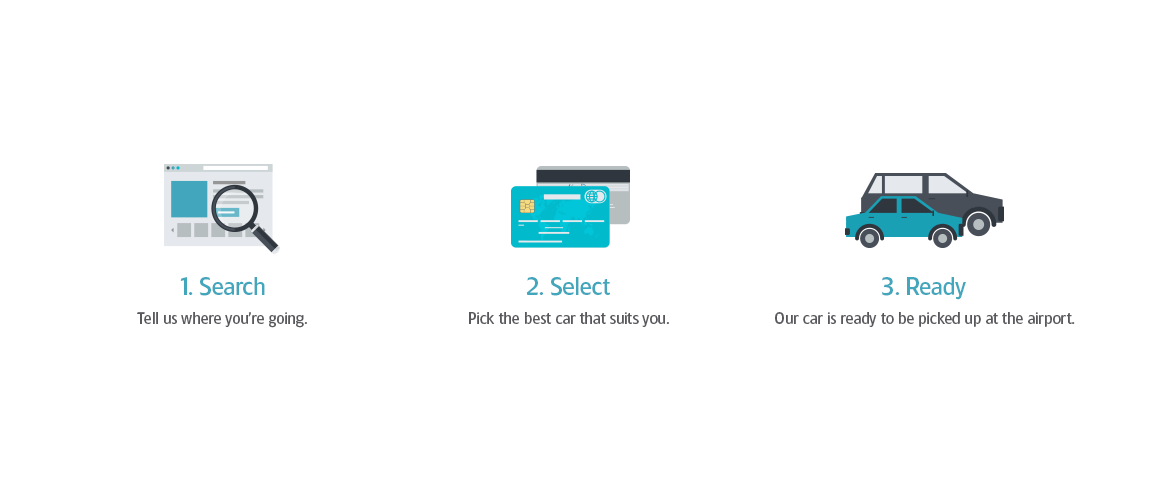 1. Search
Tell us where you're going.
2. Select
Pick the best car that suits you.
3. Ready
Our car is ready to be picked up at the airport.